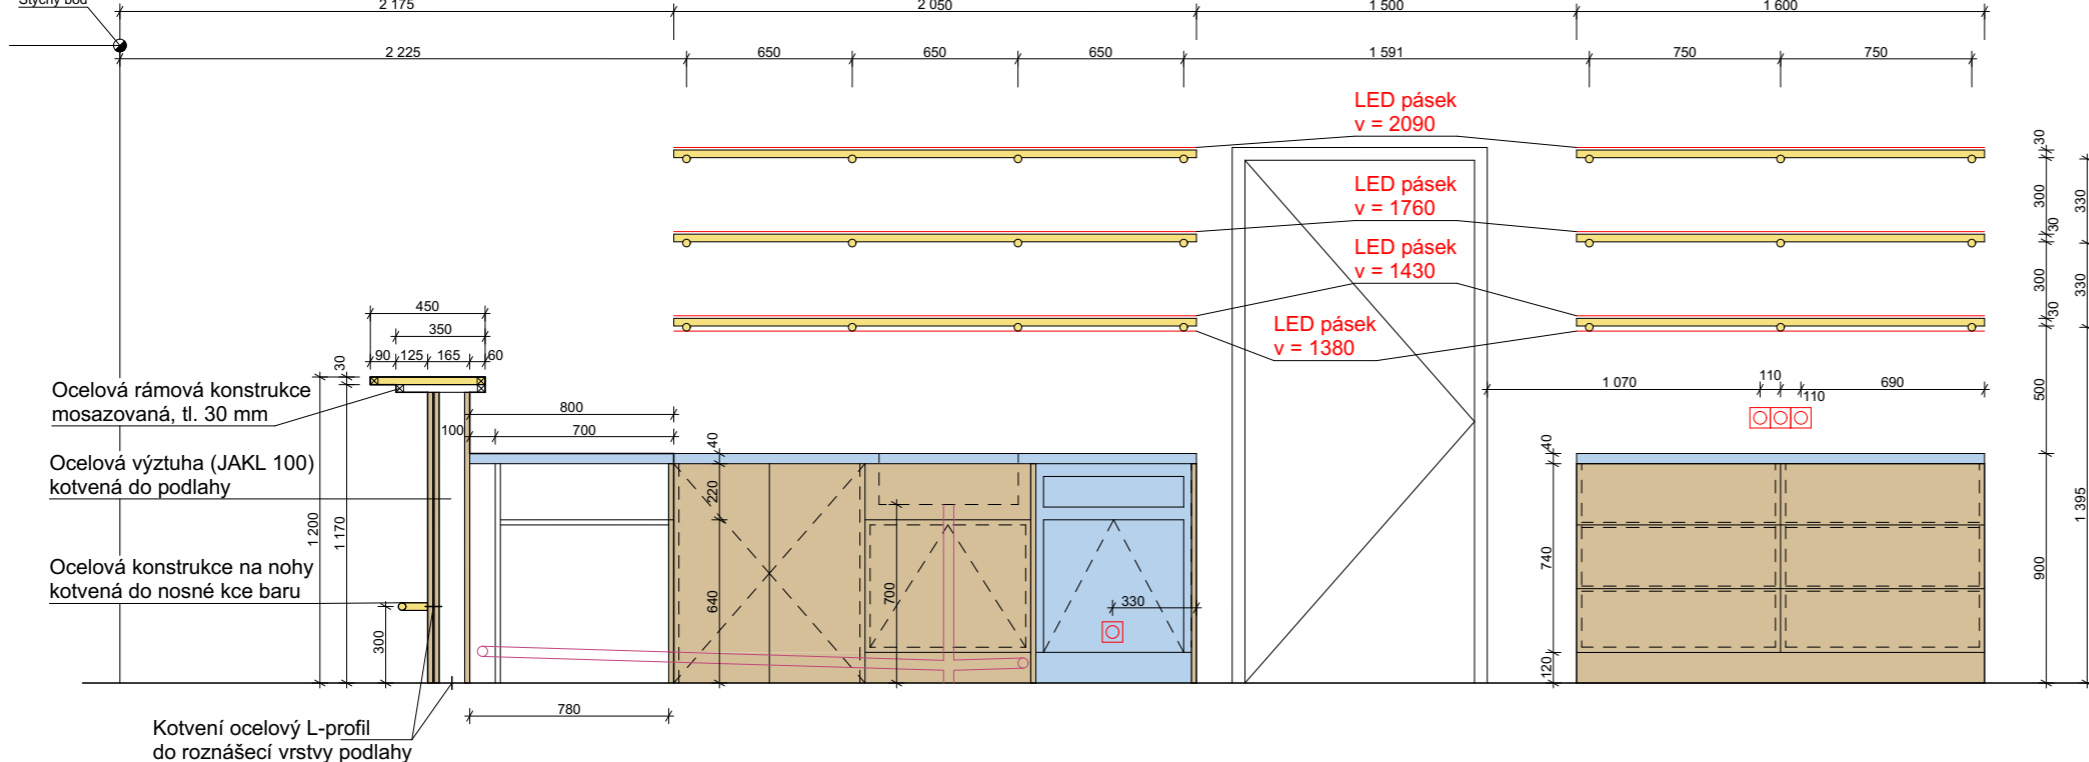 Styčný bod
2 175
2 050
1 500
1 600
2 225
650
650
650
1 591
750
750
LED pásek
v = 2090
LED pásek
v = 1760
LED pásek
v = 1430
LED pásek
v = 1380
30
300
330
30
300
330
30
500
1 395
900
450
350
90
125
165
60
30
Ocelová rámová konstrukce
mosazovaná, tl. 30 mm
Ocelová výztuha (JAKL 100)
kotvená do podlahy
Ocelová konstrukce na nohy
kotvená do nosné kce baru
Kotvení ocelový L-profil
do roznášecí vrstvy podlahy
1 200
1 170
300
800
100
700
40
220
640
700
330
780
1 070
110
110
690
40
740
120